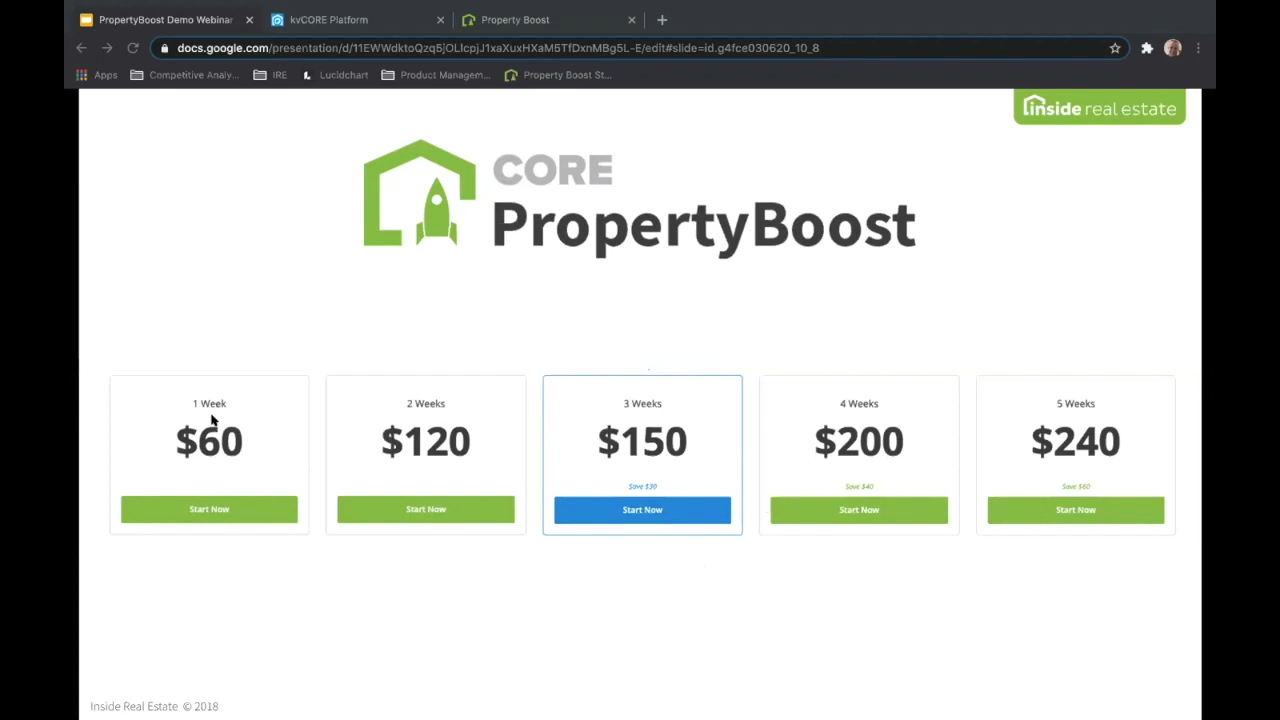 PropertyBoost Demo Webinar
kvCORE Platform
Property Boost
docs.google.com/presentation/d/11EWWdktoQzq5jOLIcpjJ1xaXuxHXaM5TfDxnMBg5L-E/edit#slide=id.g4fce030620_10_8
Apps
Competitive Analy...
IRE
Lucidchart
Product Managem...
Property Boost St...
inside real estate
CORE
PropertyBoost
1 Week
$60
Start Now
2 Weeks
$120
Start Now
3 Weeks
$150
Save $30
Start Now
4 Weeks
$200
Save $40
Start Now
5 Weeks
$240
Save $60
Start Now
Inside Real Estate © 2018